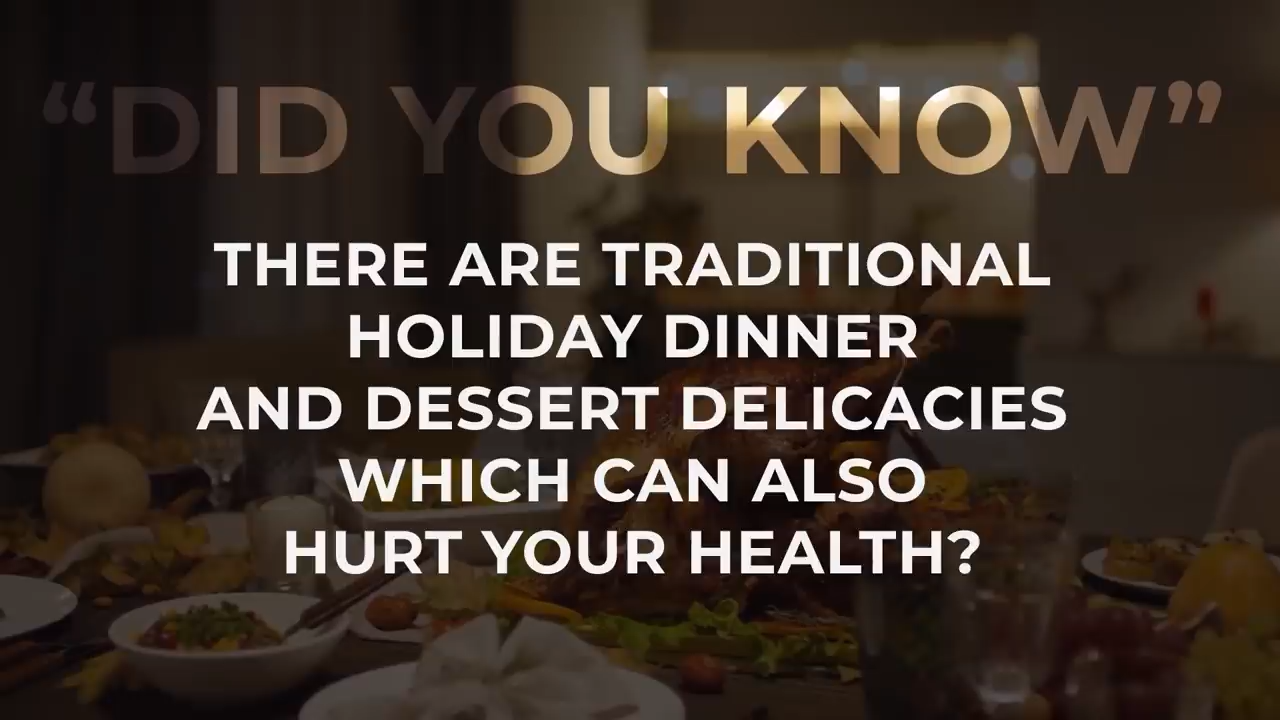 “DID YOU KNOW”
THERE ARE TRADITIONAL
HOLIDAY DINNER
AND DESSERT DELICACIES
WHICH CAN ALSO
HURT YOUR HEALTH?